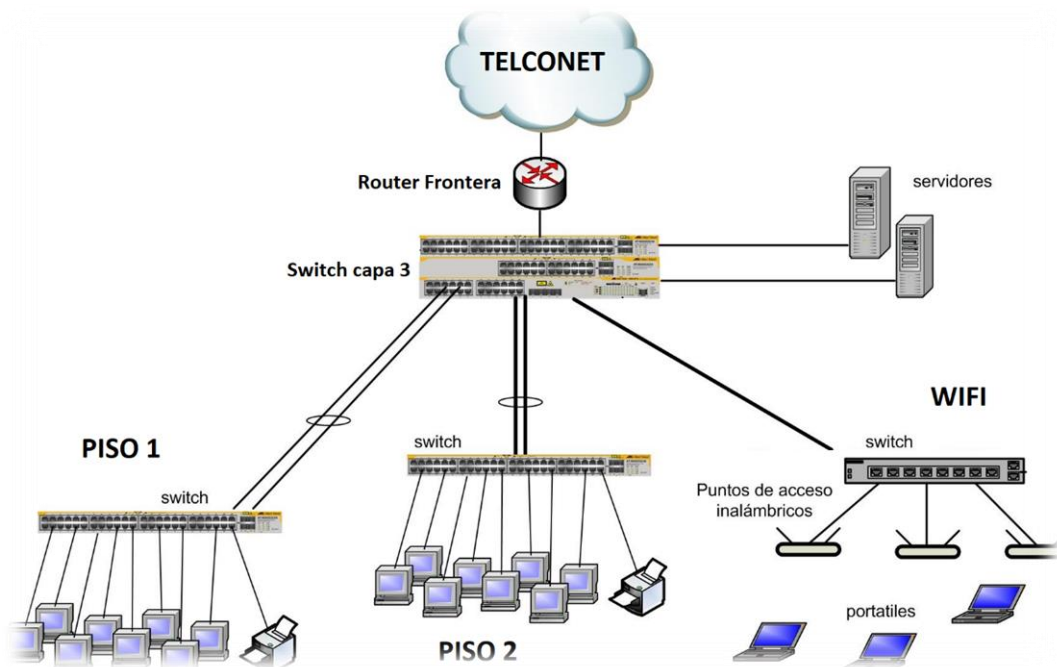 TELCONET
Router Frontera
servidores
Switch capa 3
WIFI
PISO 1
switch
switch
switch
Puntos de acceso
inalámbricos
portatiles
PISO 2